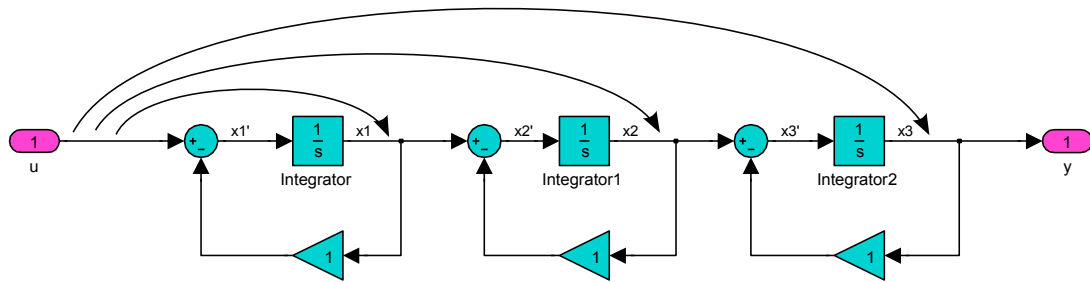 1
u
+
−
x1'
1
s
Integrator
x1
1
+
−
x2'
1
s
Integrator1
x2
1
+
−
x3'
1
s
Integrator2
x3
1
1
y